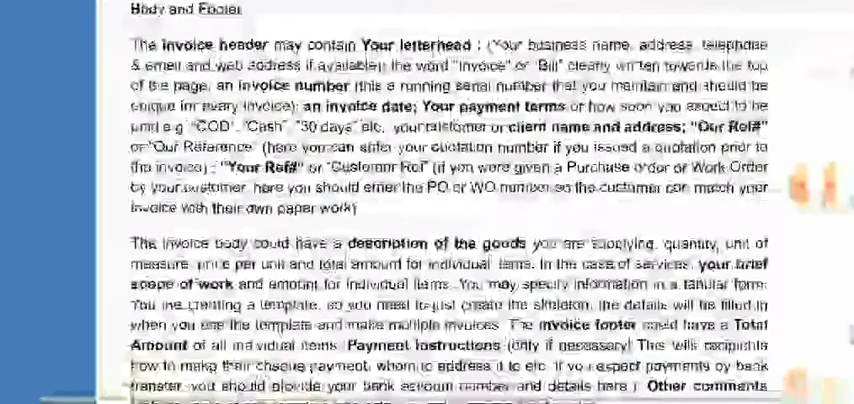 Body and Footer
The invoice header may contain Your letterhead : (Your business name, address, telephone
& email and web address if available); the word "Invoice" or "Bill" clearly written towards the top
of the page, an invoice number (this a running serial number that you maintain and should be
unique for every invoice); an invoice date; Your payment terms or how soon you expect to be
e.g "COD", "Cash", "30 days" etc, your customer or client name and address; "Our Ref#"
or "Our Reference" (here you can enter your quotation number if you issued a quotation prior to
the invoice) ; "Your Ref#" or "Customer Ref" (if you were given a Purchase order or Work Order
by your customer, here you should enter the PO or WO number so the customer can match your
invoice with their own paper work)
The invoice body could have a description of the goods you are supplying, quantity, unit of
measure, price per unit and total amount for individual items. In the case of services, your brief
scope of work and amount for individual items. You may specify information in a tabular form.
You are creating a template, so you need to just create the skeleton, the details will be filled in
when you use the template and make multiple invoices. The invoice footer could have a Total
Amount of all individual items, Payment Instructions (only if necessary! This tells recipients
how to make their cheque payment, whom to address it to etc. If you expect payments by bank
transfer, you should provide your bank account number and details here ) Other comments